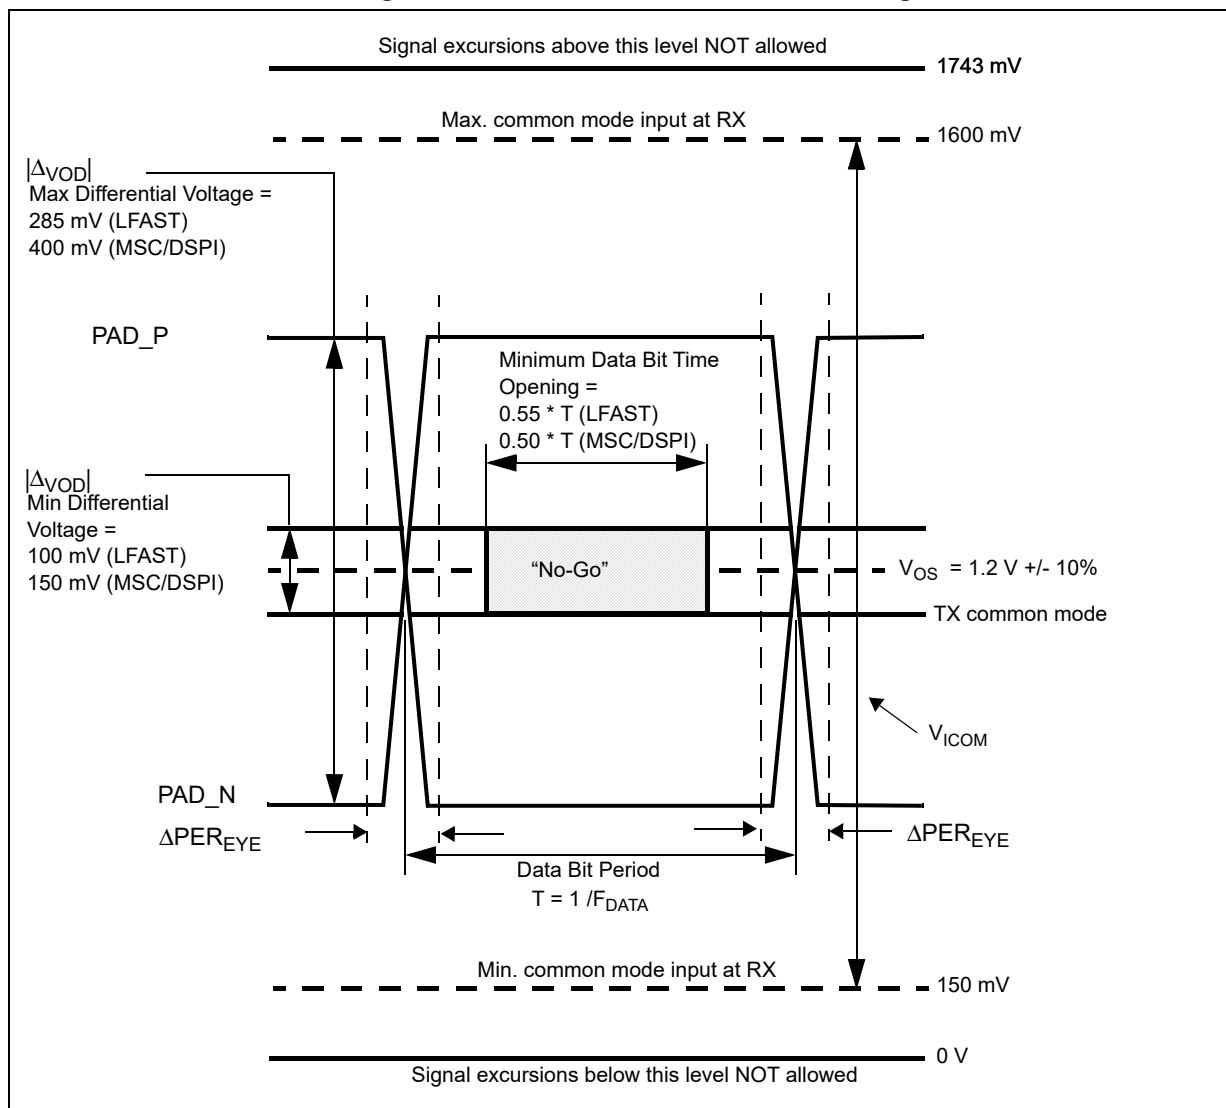 Signal excursions above this level NOT allowed
1743 mV
Max. common mode input at RX
1600 mV
|ΔVOD|
Max Differential Voltage =
285 mV (LFAST)
400 mV (MSC/DSPI)
PAD_P
Minimum Data Bit Time
Opening =
0.55 * T (LFAST)
0.50 * T (MSC/DSPI)
|ΔVOD|
Min Differential
Voltage =
100 mV (LFAST)
150 mV (MSC/DSPI)
“No-Go”
VOS = 1.2 V +/- 10%
TX common mode
VICOM
PAD_N
ΔPEREYE
ΔPEREYE
Data Bit Period
T = 1 /FDATA
Min. common mode input at RX
150 mV
0 V
Signal excursions below this level NOT allowed